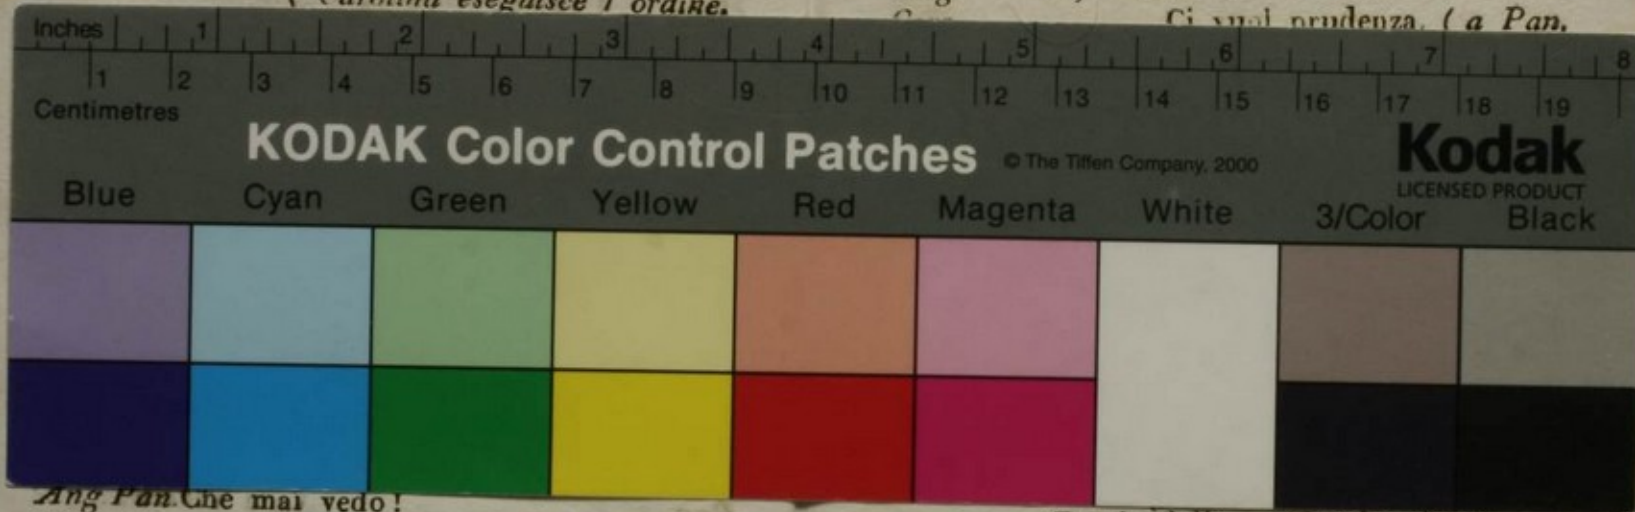 Carolina eseguisce l'ordine.
Ci vuol prudenza. ( a Pan.
Inches 1 2 3 4 5 6 7 8
1 2 3 4 5 6 7 8 9 10 11 12 13 14 15 16 17 18 19
Centimetres
KODAK Color Control Patches © The Tiffen Company, 2000 Kodak
LICENSED PRODUCT
Blue Cyan Green Yellow Red Magenta White 3/Color Black
Ang Pan. Che mai vedo!